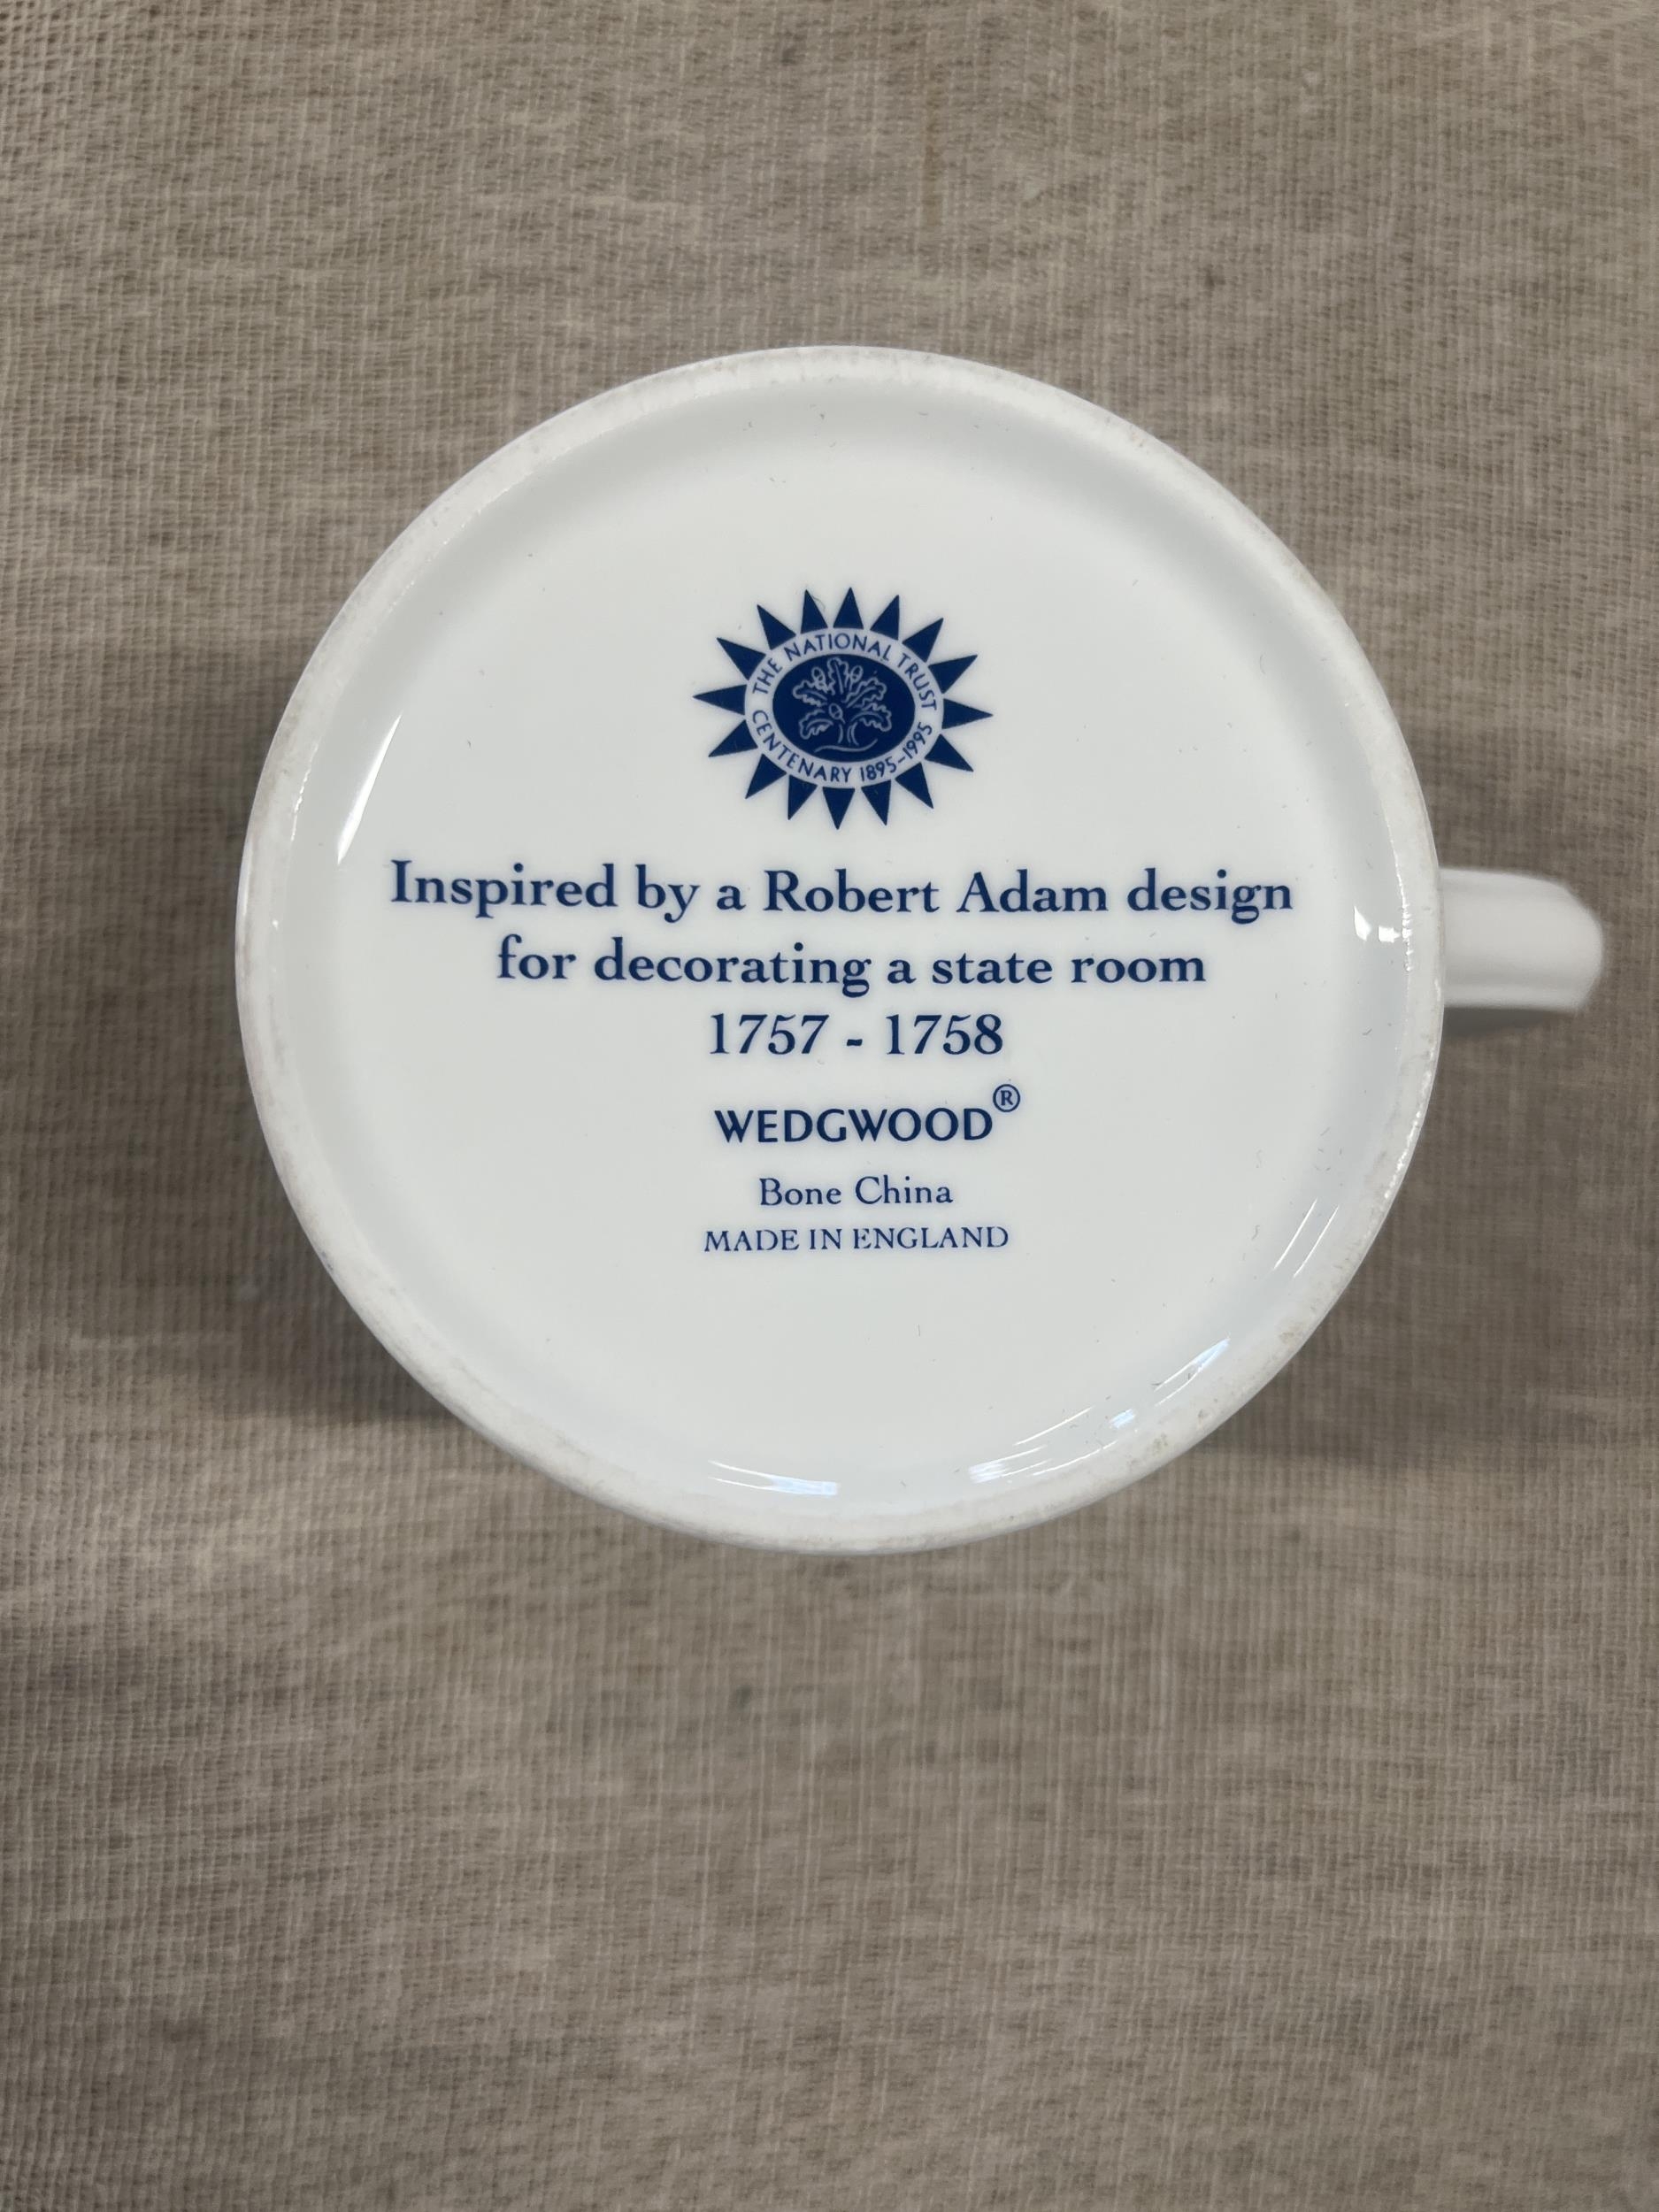 THE NATIONAL TRUST
CENTENARY 1895-1995
Inspired by a Robert Adam design
for decorating a state room
1757 - 1758
WEDGWOOD®
Bone China
MADE IN ENGLAND